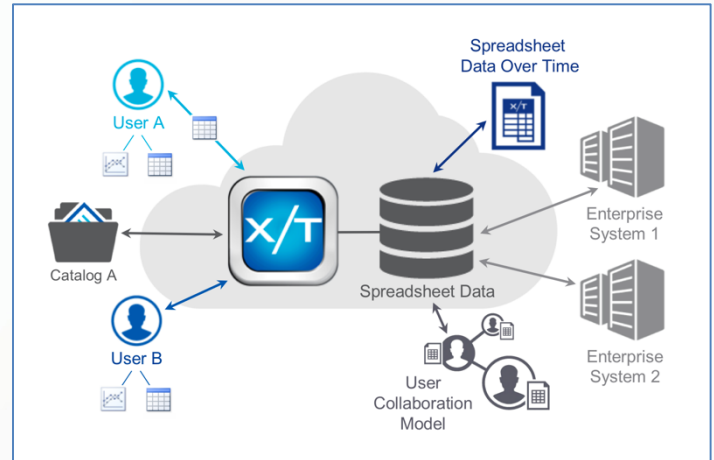 Spreadsheet
Data Over Time
X/T
User A
X/T
Enterprise
System 1
Catalog A
Spreadsheet Data
User B
Enterprise
System 2
User
Collaboration
Model